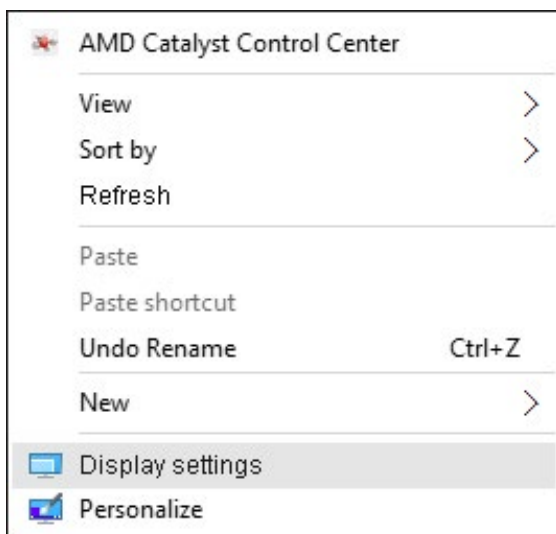 AMD Catalyst Control Center
View
Sort by
Refresh
Paste
Paste shortcut
Undo Rename Ctrl+Z
New
Display settings
Personalize